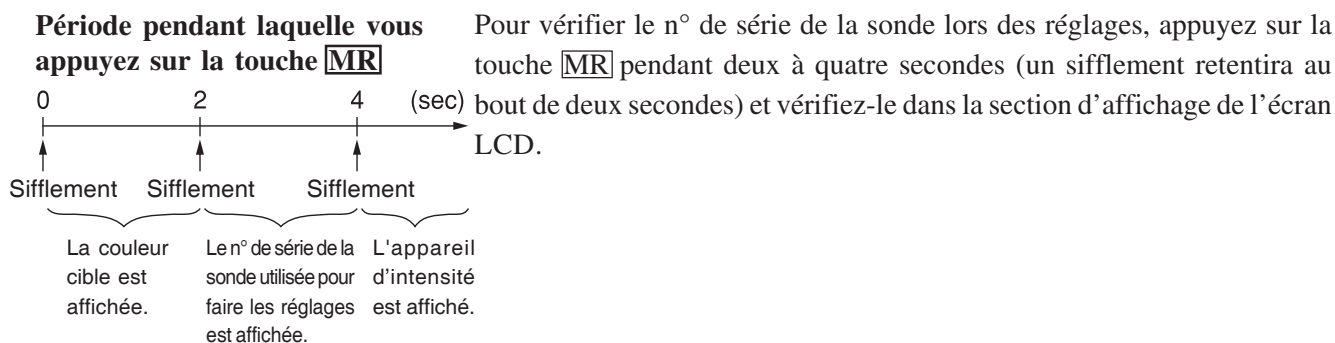 Période pendant laquelle vous
appuyez sur la touche MR
0 2 4 (sec)
Sifflement Sifflement Sifflement
La couleur
cible est
affichée.
Le n° de série de la
sonde utilisée pour
faire les réglages
est affichée.
L'appareil
d'intensité
est affiché.
Pour vérifier le n° de série de la sonde lors des réglages, appuyez sur la
touche MR pendant deux à quatre secondes (un sifflement retentira au
bout de deux secondes) et vérifiez-le dans la section d’affichage de l’écran
LCD.